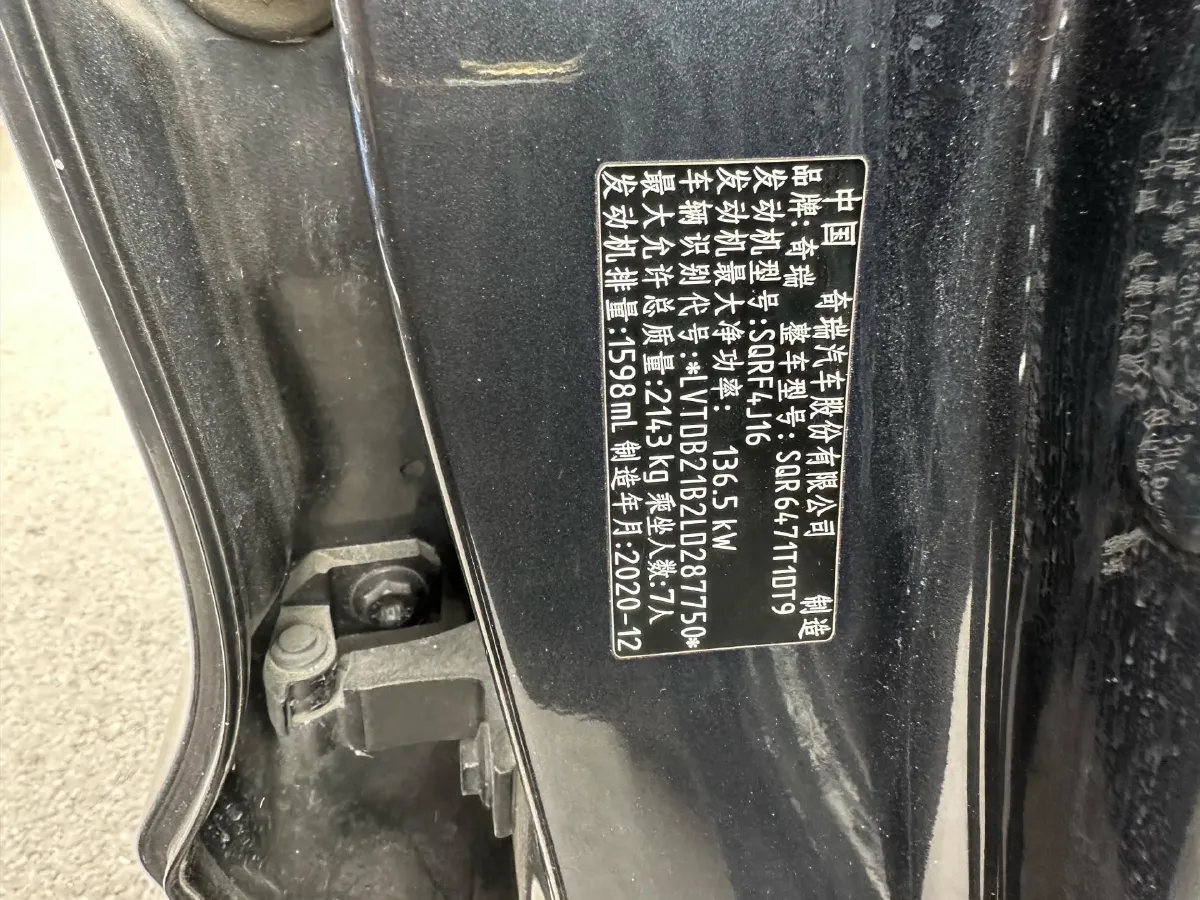 中国 奇瑞汽车股份有限公司 制造
品牌:奇瑞 整车型号:SQR6471T1DT9
发动机型号:SQRF4J16
发动机最大净功率: 136.5 kW
车辆识别代号:*LVTDB21B2LD287750*
最大允许总质量:2143kg 乘坐人数:7人
发动机排量:1598mL 制造年月:2020-12